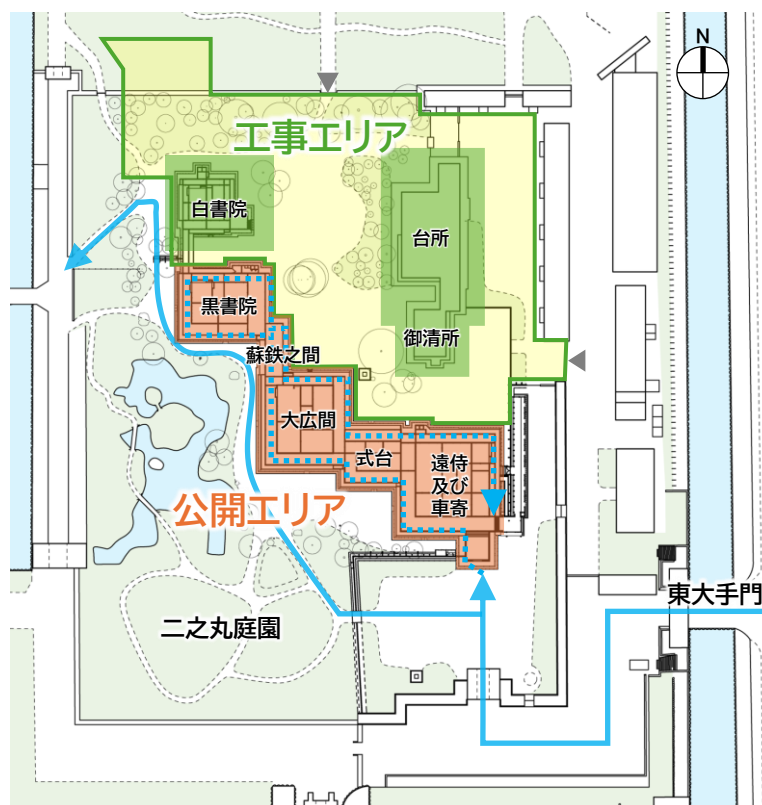 N
工事エリア
白書院
台所
黒書院
御清所
蘇鉄之間
大広間
式台
遠侍
及び
車寄
公開エリア
東大手門
二之丸庭園